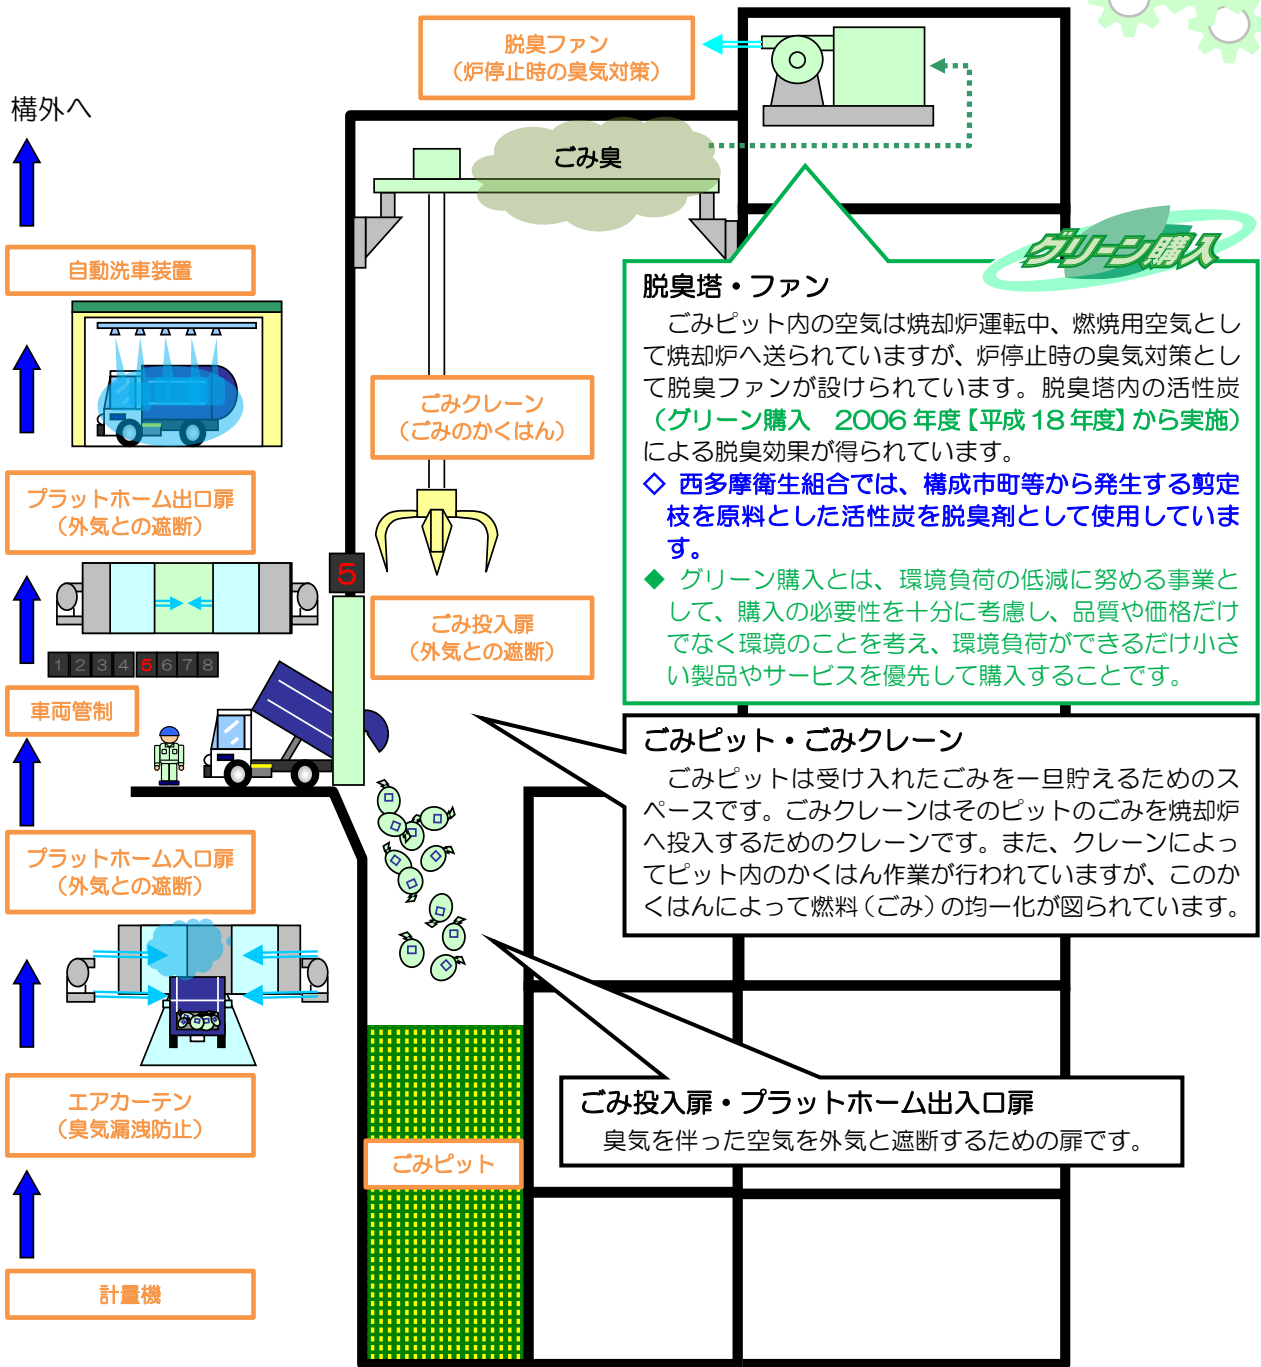 脱臭ファン
（炉停止時の臭気対策）
構外へ
ごみ臭
グリーン購入
自動洗車装置
脱臭塔・ファン
ごみピット内の空気は焼却炉運転中、燃焼用空気とし
て焼却炉へ送られていますが、炉停止時の臭気対策とし
て脱臭ファンが設けられています。脱臭塔内の活性炭
（グリーン購入　2006年度【平成18年度】から実施）
による脱臭効果が得られています。
◇ 西多摩衛生組合では、構成市町等から発生する剪定
枝を原料とした活性炭を脱臭剤として使用していま
す。
◆ グリーン購入とは、環境負荷の低減に努める事業と
して、購入の必要性を十分に考慮し、品質や価格だけ
でなく環境のことを考え、環境負荷ができるだけ小さ
い製品やサービスを優先して購入することです。
ごみクレーン
（ごみのかくはん）
プラットホーム出口扉
（外気との遮断）
5
ごみ投入扉
（外気との遮断）
1 2 3 4 5 6 7 8
車両管制
ごみピット・ごみクレーン
ごみピットは受け入れたごみを一旦貯えるためのス
ペースです。ごみクレーンはそのピットのごみを焼却炉
へ投入するためのクレーンです。また、クレーンによっ
てピット内のかくはん作業が行われていますが、このか
くはんによって燃料（ごみ）の均一化が図られています。
プラットホーム入口扉
（外気との遮断）
エアカーテン
（臭気漏洩防止）
ごみ投入扉・プラットホーム出入口扉
臭気を伴った空気を外気と遮断するための扉です。
ごみピット
計量機